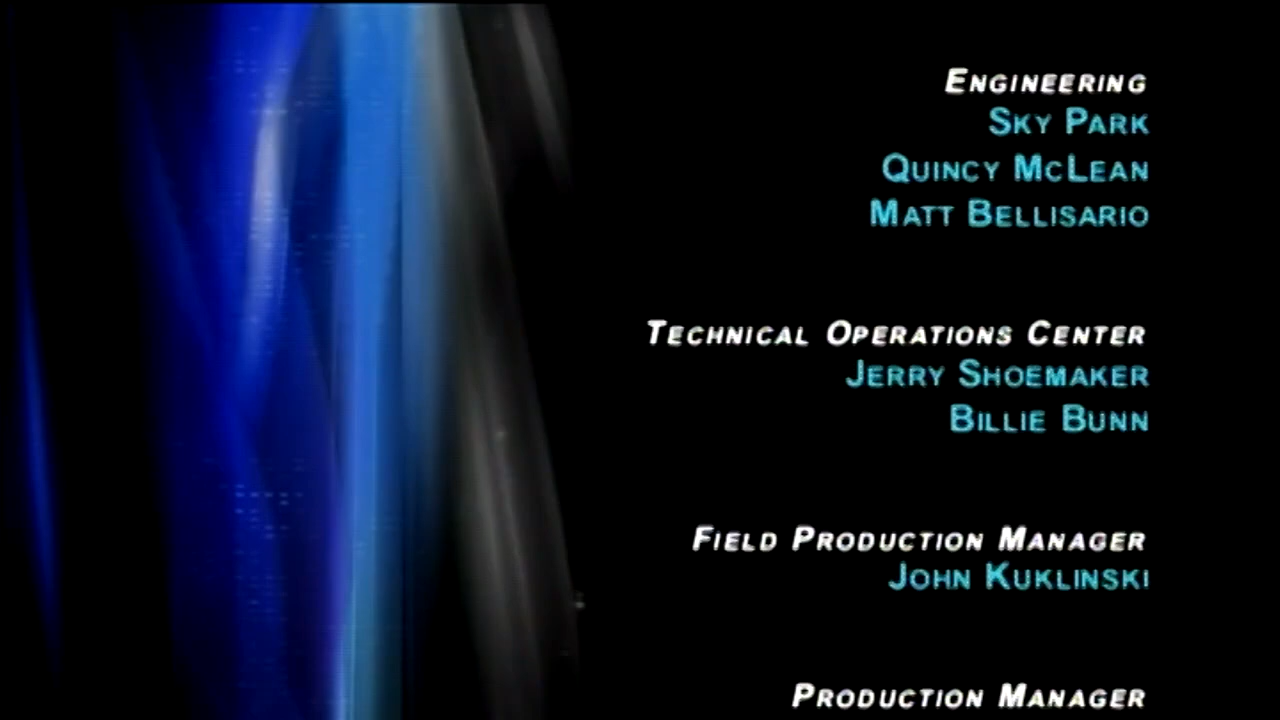 Engineering
Sky Park
Quincy McLean
Matt Bellisario
Technical Operations Center
Jerry Shoemaker
Billie Bunn
Field Production Manager
John Kuklinski
Production Manager